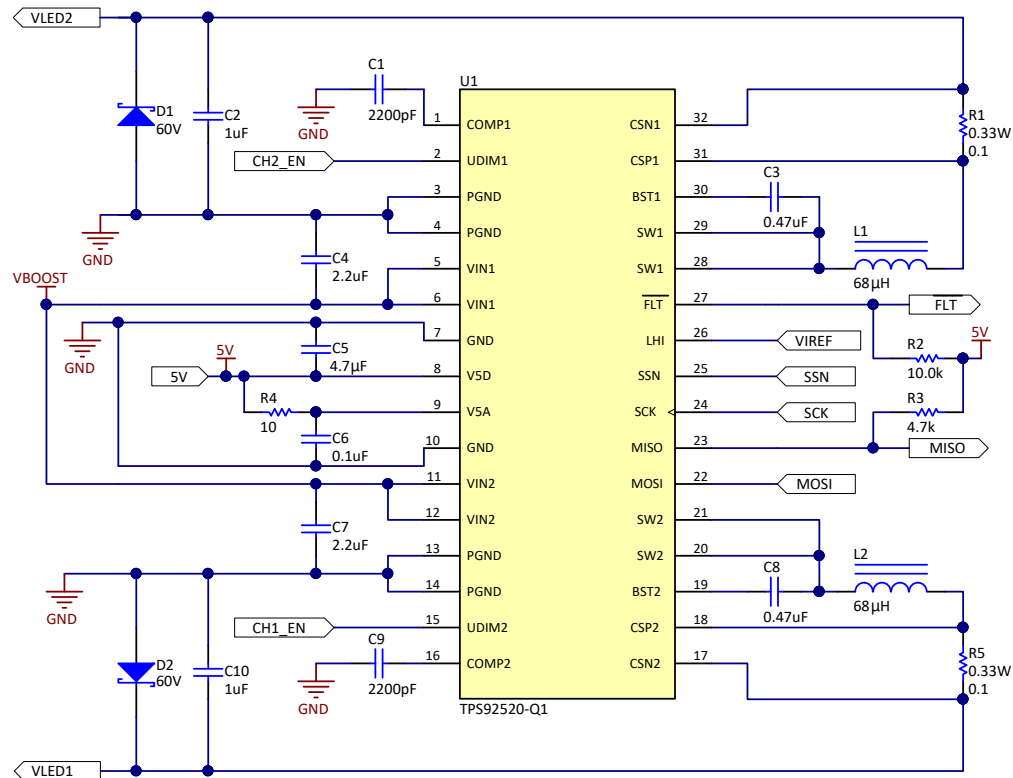 VLED2
C1
2200pF
GND
U1
D1
60V
C2
1uF
R1
0.33W
0.1
1 COMP1 CSN1 32
CH2_EN 2 UDIM1 CSP1 31
3 PGND BST1 30
C3
0.47uF
4 PGND SW1 29
GND
L1
68µH
C4
2.2uF
5 VIN1 SW1 28
VBOOST
6 VIN1 FLT 27 FLT
7 GND LHI 26 VIREF
GND
C5
4.7µF
5V
R2
10.0k
5V
5V 8 V5D SSN 25 SSN
R4
10
9 V5A SCK 24 SCK
R3
4.7k
C6
0.1uF
10 GND MISO 23 MISO
11 VIN2 MOSI 22 MOSI
12 VIN2 SW2 21
C7
2.2uF
13 PGND SW2 20
L2
68µH
14 PGND BST2 19
C8
0.47uF
GND
CH1_EN 15 UDIM2 CSP2 18
C9
2200pF
16 COMP2 CSN2 17
GND
R5
0.33W
0.1
D2
60V
C10
1uF
TPS92520-Q1
VLED1